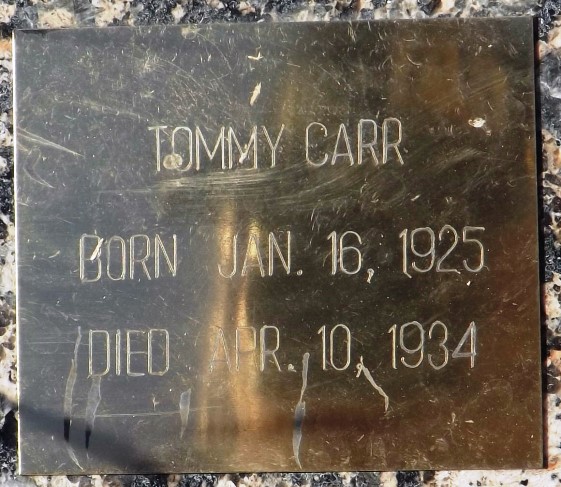 TOMMY CARR
BORN JAN. 16, 1925
DIED APR. 10, 1934